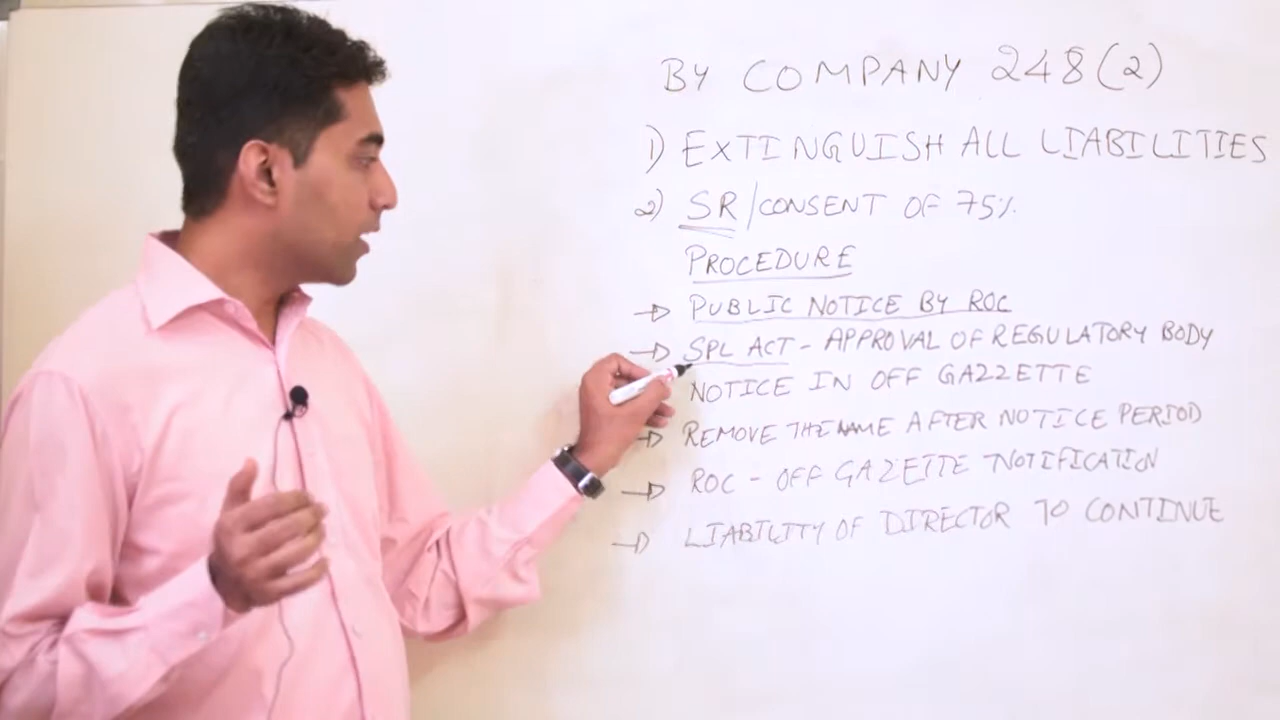 BY COMPANY 248(2)
1) EXTINGUISH ALL LIABILITIES
2) SR/CONSENT OF 75%
PROCEDURE
→ PUBLIC NOTICE BY ROC
→ SPL ACT - APPROVAL OF REGULATORY BODY
NOTICE IN OFF GAZZETTE
→ REMOVE THE NAME AFTER NOTICE PERIOD
→ ROC - OFF GAZETTE NOTIFICATION
→ LIABILITY OF DIRECTOR TO CONTINUE